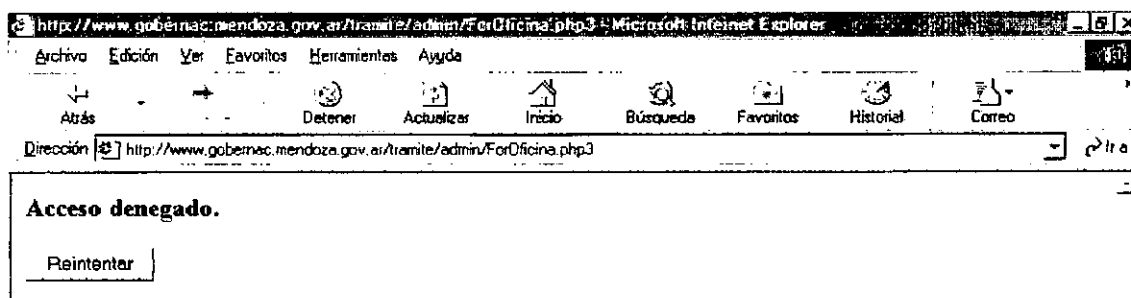 http://www.gobernac.mendoza.gov.ar/tramite/admin/ForOficina.php3 - Microsoft Internet Explorer
Archivo Edición Ver Favoritos Herramientas Ayuda
Atrás Detener Actualizar Inicio Búsqueda Favoritos Historial Correo
Dirección http://www.gobernac.mendoza.gov.ar/tramite/admin/ForOficina.php3 Ir a
Acceso denegado.
Reintentar